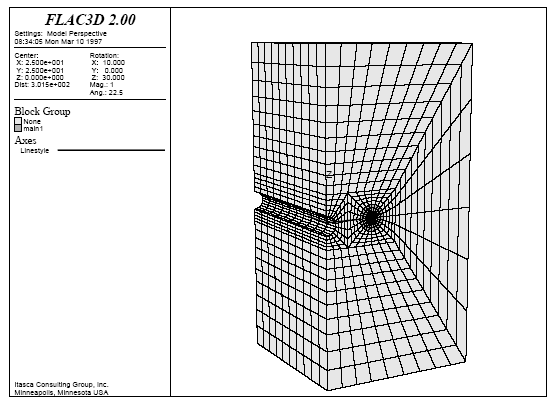 FLAC3D 2.00
Settings: Model Perspective
08:34:05 Mon Mar 10 1997
Center: Rotation:
X: 2.500e+001 X: 10.000
Y: 2.500e+001 Y: 0.000
Z: 0.000e+000 Z: 30.000
Dist: 3.015e+002 Mag.: 1
Ang.: 22.5
Block Group
None
main1
Axes
Linestyle
Z
Itasca Consulting Group, Inc.
Minneapolis, Minnesota USA